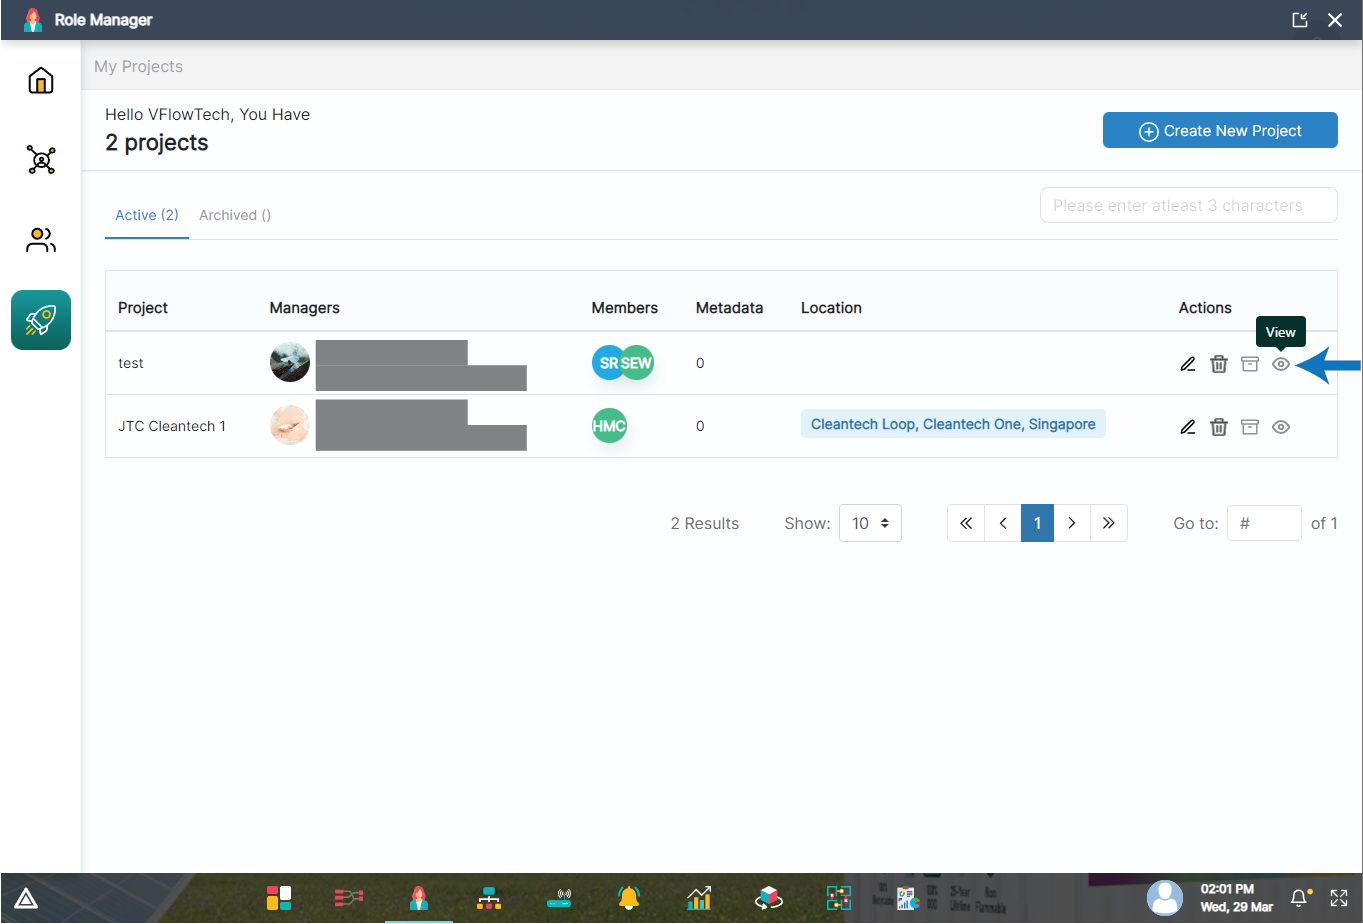 Role Manager
My Projects
Hello VFlowTech, You Have
2 projects
Create New Project
Active (2) Archived ()
Please enter atleast 3 characters
Project Managers Members Metadata Location Actions
View
test SR SEW 0
JTC Cleantech 1 HMC 0 Cleantech Loop, Cleantech One, Singapore
2 Results Show: 10 « < 1 > » Go to: # of 1
02:01 PM
Wed, 29 Mar